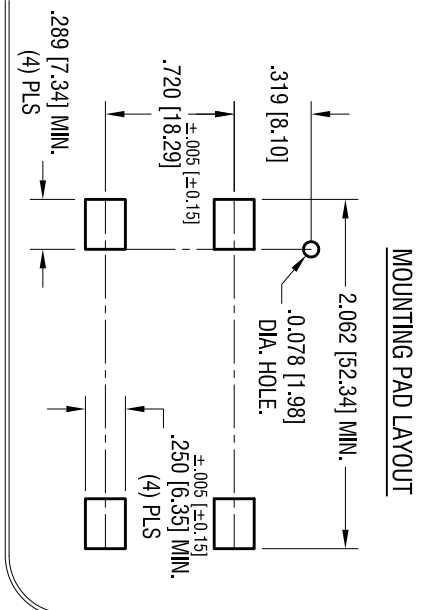 MOUNTING PAD LAYOUT
2.062 [52.34] MIN.
.319 [8.10]
.0.078 [1.98]
DIA. HOLE.
±.005 [±0.15]
.720 [18.29]
±.005 [±0.15]
.250 [6.35] MIN.
(4) PLS
.289 [7.34] MIN.
(4) PLS